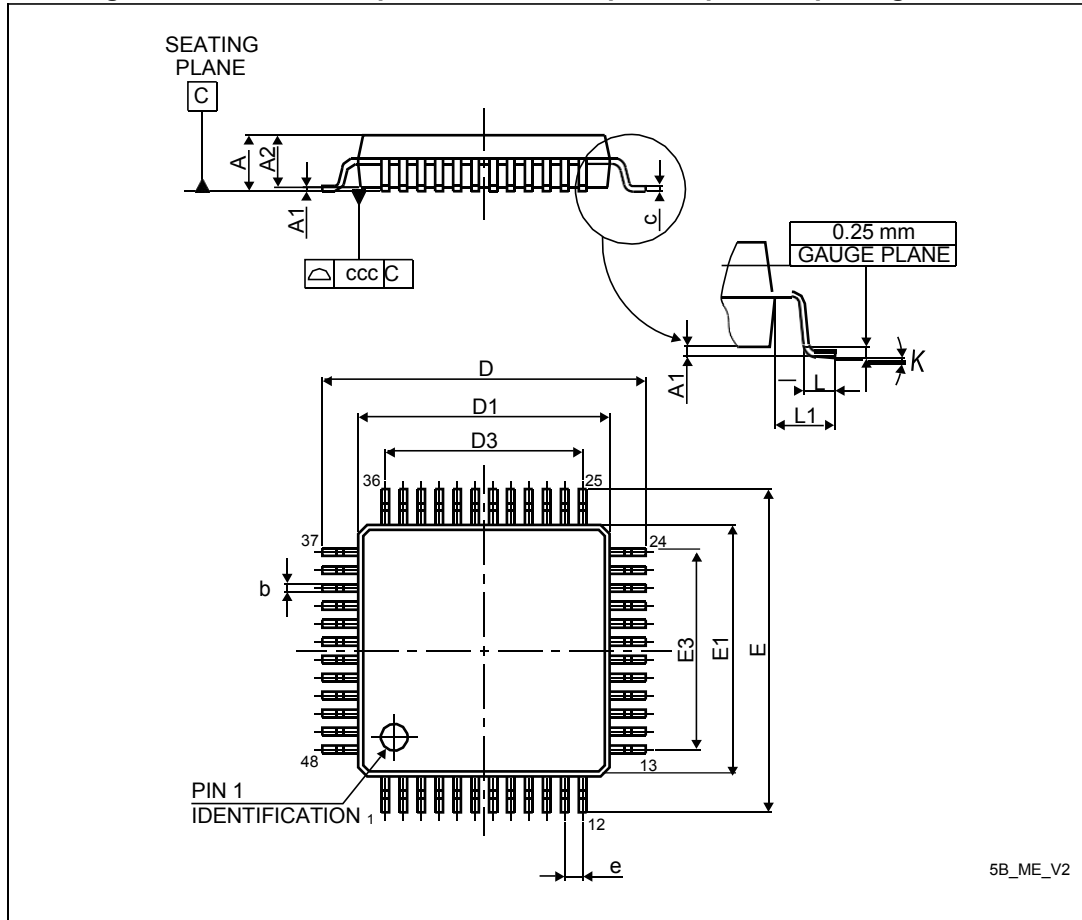 SEATING
PLANE
C
A
A2
A1
c
ccc C
0.25 mm
GAUGE PLANE
A1
K
L
L1
D
D1
D3
36
25
37
24
b
E3
E1
E
48
13
PIN 1
IDENTIFICATION 1
12
e
5B_ME_V2